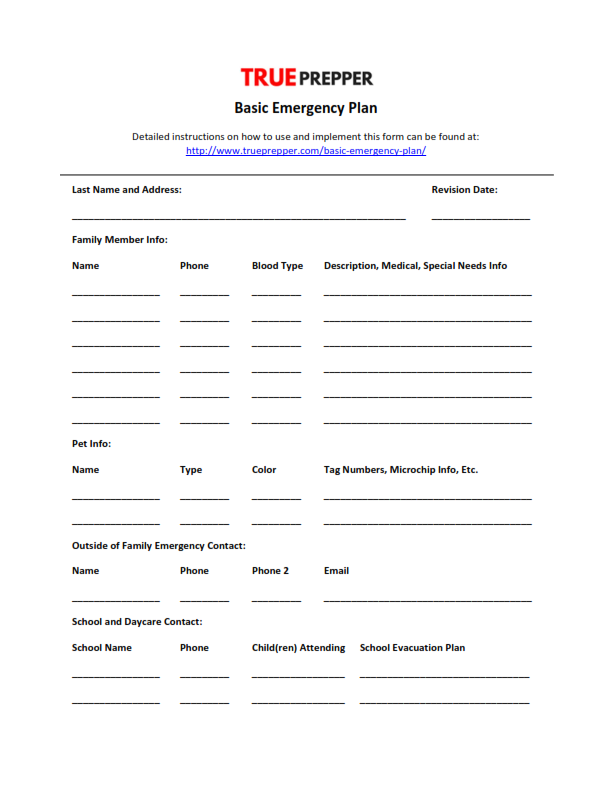 TRUEPREPPER
Basic Emergency Plan
Detailed instructions on how to use and implement this form can be found at:
http://www.trueprepper.com/basic-emergency-plan/
Last Name and Address: Revision Date:
Family Member Info:
Name Phone Blood Type Description, Medical, Special Needs Info
Pet Info:
Name Type Color Tag Numbers, Microchip Info, Etc.
Outside of Family Emergency Contact:
Name Phone Phone 2 Email
School and Daycare Contact:
School Name Phone Child(ren) Attending School Evacuation Plan